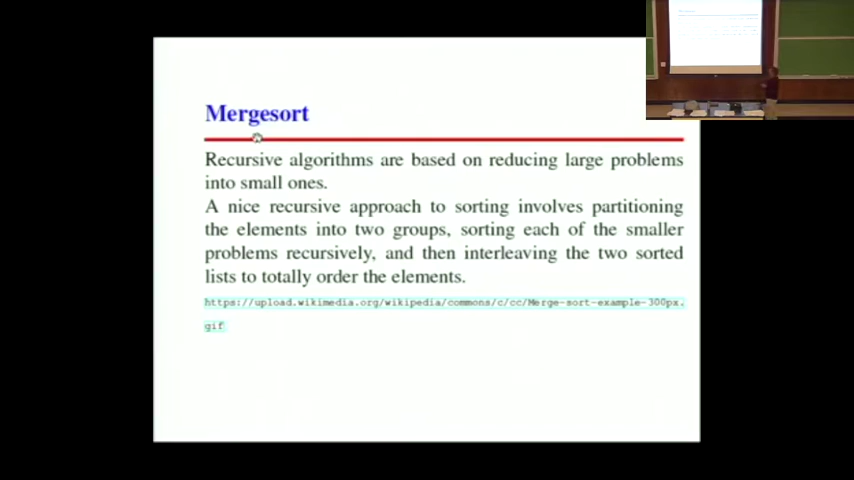 Mergesort
Recursive algorithms are based on reducing large problems
into small ones.
A nice recursive approach to sorting involves partitioning
the elements into two groups, sorting each of the smaller
problems recursively, and then interleaving the two sorted
lists to totally order the elements.
https://upload.wikimedia.org/wikipedia/commons/c/cc/Merge-sort-example-300px.
gif